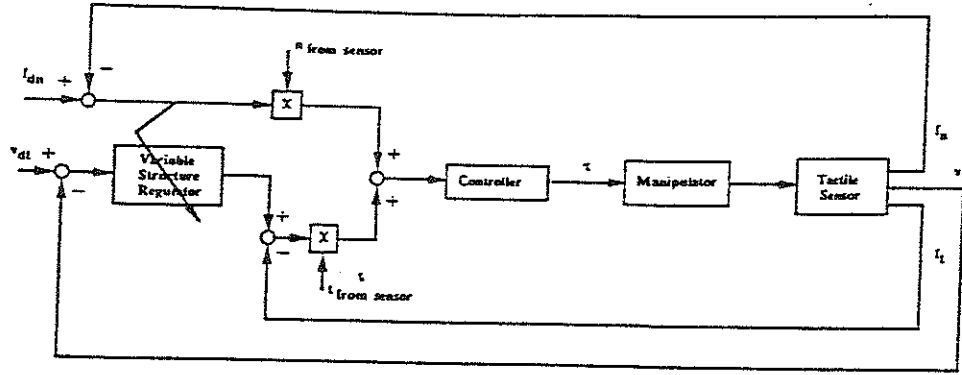 n from sensor
f_dn + −
X
f_n
v_dt +
−
Variable
Structure
Regulator
+
+
Controller
τ
Manipulator
Tactile
Sensor
v
+
−
X
f_t
t
t from sensor